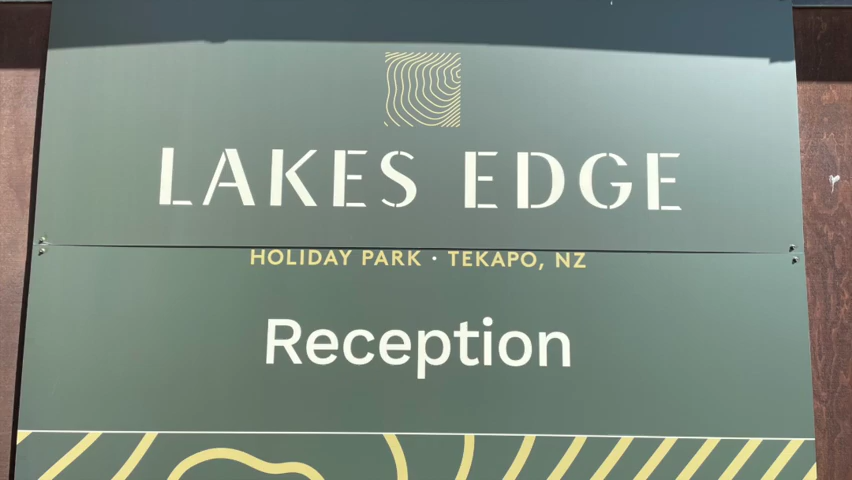 LAKES EDGE
HOLIDAY PARK · TEKAPO, NZ
Reception